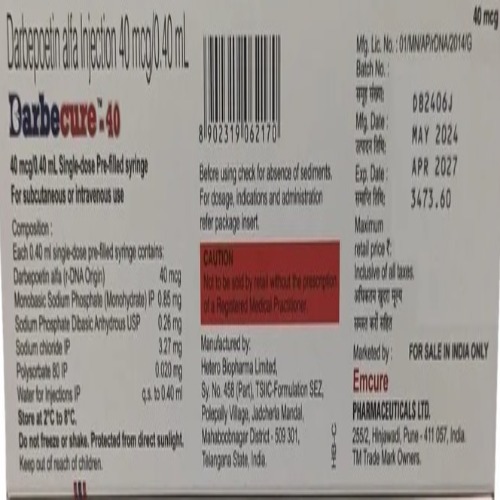 Darbepoetin alfa Injection 40 mcg/0.40 mL
Darbecure™-40
40 mcg/0.40 mL Single-dose Pre-filled syringe
For subcutaneous or intravenous use
Composition:
Each 0.40 ml single-dose pre-filled syringe contains:
Darbepoetin alfa (r-DNA Origin) 40 mcg
Monobasic Sodium Phosphate (Monohydrate) IP 0.85 mg
Sodium Phosphate Dibasic Anhydrous USP 0.26 mg
Sodium chloride IP 3.27 mg
Polysorbate 80 IP 0.020 mg
Water for Injections IP q.s. to 0.40 ml
Store at 2°C to 8°C.
Do not freeze or shake. Protected from direct sunlight.
Keep out of reach of children.
8 902319 062170
Before using check for absence of sediments.
For dosage, indications and administration
refer package insert.
CAUTION
Not to be sold by retail without the prescription
of a Registered Medical Practitioner.
Manufactured by:
Hetero Biopharma Limited,
Sy. No. 458 (Part), TSIIC-Formulation SEZ,
Polepally Village, Jadcherla Mandal,
Mahaboobnagar District - 509 301,
Telangana State, India.
HB-C
40 mcg
Mfg. Lic. No. : 01/MN/AP/r-DNA/2014/G
Batch No. :
DB2406J
Mfg. Date : MAY 2024
Exp. Date : APR 2027
3473.60
Maximum
retail price ₹:
Inclusive of all taxes.
अधिकतम खुदरा मूल्य
समस्त करों सहित
Marketed by : FOR SALE IN INDIA ONLY
Emcure
PHARMACEUTICALS LTD.
255/2, Hinjawadi, Pune - 411 057, India.
TM Trade Mark Owners.